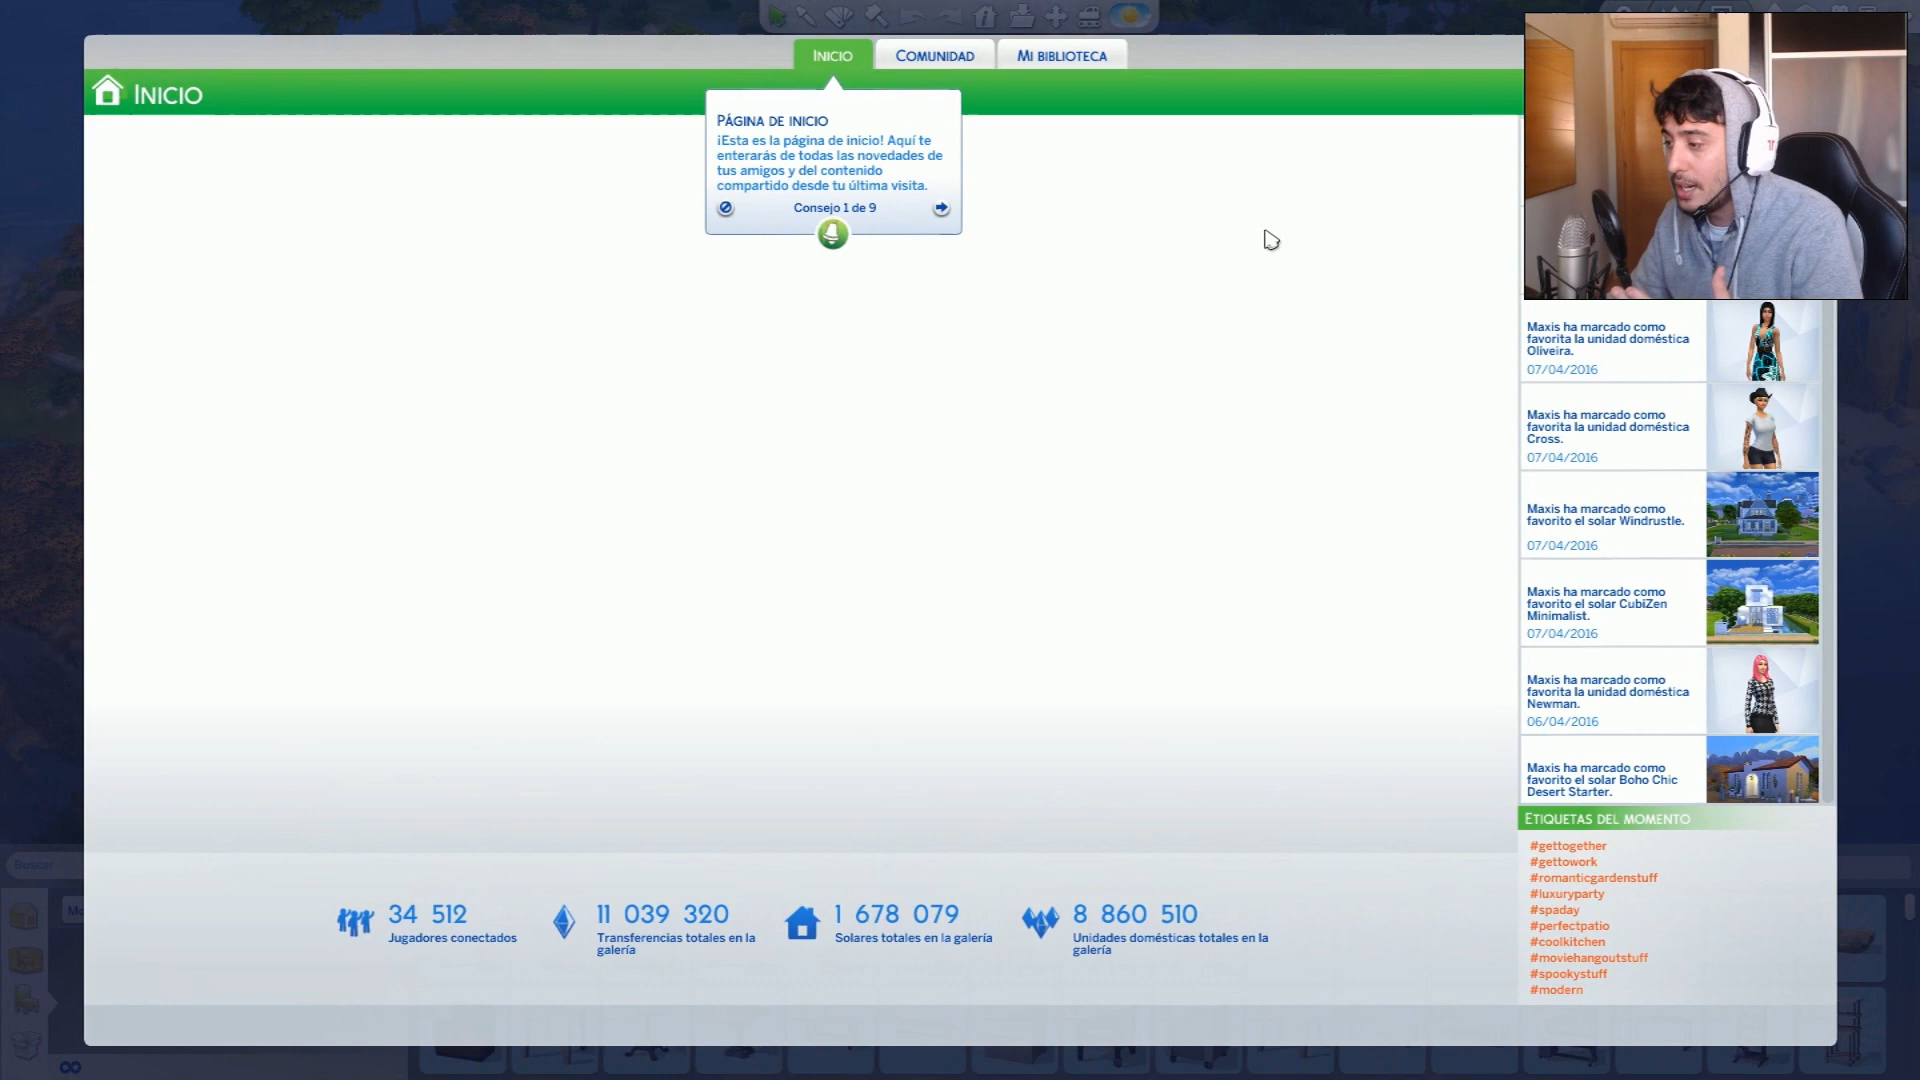 INICIO
COMUNIDAD
MI BIBLIOTECA
INICIO
PÁGINA DE INICIO
¡Esta es la página de inicio! Aquí te
enterarás de todas las novedades de
tus amigos y del contenido
compartido desde tu última visita.
Consejo 1 de 9
Maxis ha marcado como
favorita la unidad doméstica
Oliveira.
07/04/2016
Maxis ha marcado como
favorita la unidad doméstica
Cross.
07/04/2016
Maxis ha marcado como
favorito el solar Windrustle.
07/04/2016
Maxis ha marcado como
favorito el solar CubiZen
Minimalist.
07/04/2016
Maxis ha marcado como
favorita la unidad doméstica
Newman.
06/04/2016
Maxis ha marcado como
favorito el solar Boho Chic
Desert Starter.
ETIQUETAS DEL MOMENTO
#gettogether
#gettowork
#romanticgardenstuff
#luxuryparty
#spaday
#perfectpatio
#coolkitchen
#moviehangoutstuff
#spookystuff
#modern
34 512
Jugadores conectados
11 039 320
Transferencias totales en la
galería
1 678 079
Solares totales en la galería
8 860 510
Unidades domésticas totales en la
galería
Buscar